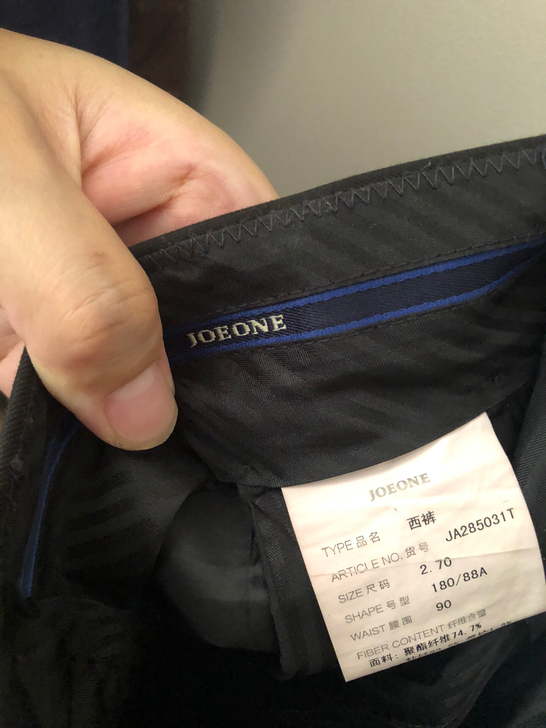 JOEONE
JOEONE
TYPE 品名 西裤
ARTICLE NO. 货号 JA285031T
SIZE 尺码 2.70
SHAPE 号型 180/88A
WAIST 腰围 90
FIBER CONTENT 纤维含量
面料: 聚酯纤维74.7%